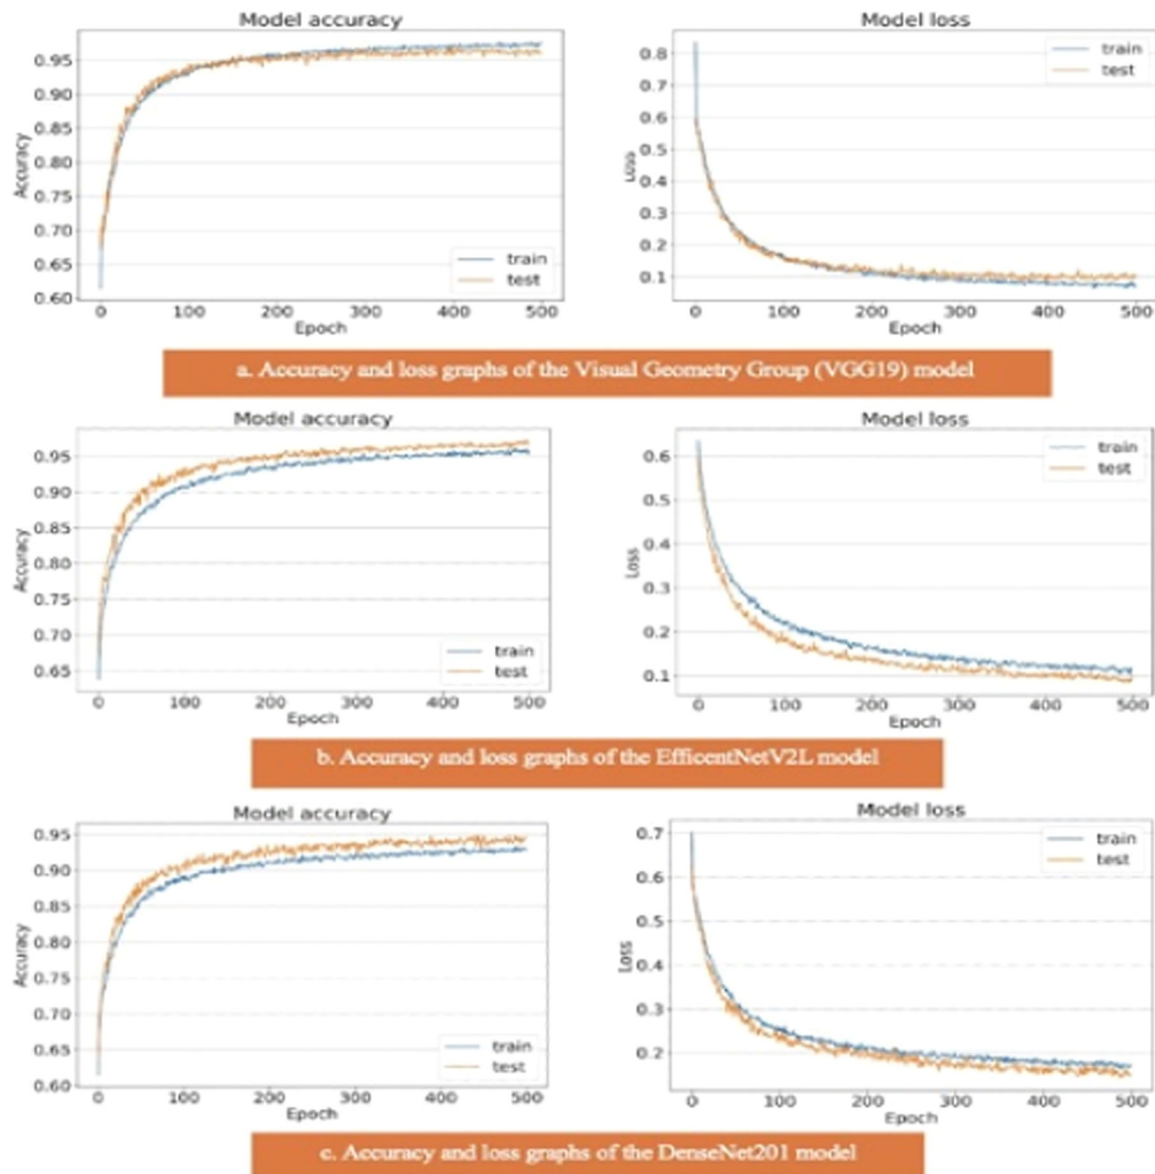 Model accuracy
Model loss
Accuracy
0.95
0.90
0.85
0.80
0.75
0.70
0.65
0.60
train
test
0 100 200 300 400 500
Epoch
Loss
0.8
0.7
0.6
0.5
0.4
0.3
0.2
0.1
train
test
0 100 200 300 400 500
Epoch
a. Accuracy and loss graphs of the Visual Geometry Group (VGG19) model
Model accuracy
Model loss
Accuracy
0.95
0.90
0.85
0.80
0.75
0.70
0.65
train
test
0 100 200 300 400 500
Epoch
Loss
0.6
0.5
0.4
0.3
0.2
0.1
train
test
0 100 200 300 400 500
Epoch
b. Accuracy and loss graphs of the EfficentNetV2L model
Model accuracy
Model loss
Accuracy
0.95
0.90
0.85
0.80
0.75
0.70
0.65
0.60
train
test
0 100 200 300 400 500
Epoch
Loss
0.7
0.6
0.5
0.4
0.3
0.2
train
test
0 100 200 300 400 500
Epoch
c. Accuracy and loss graphs of the DenseNet201 model